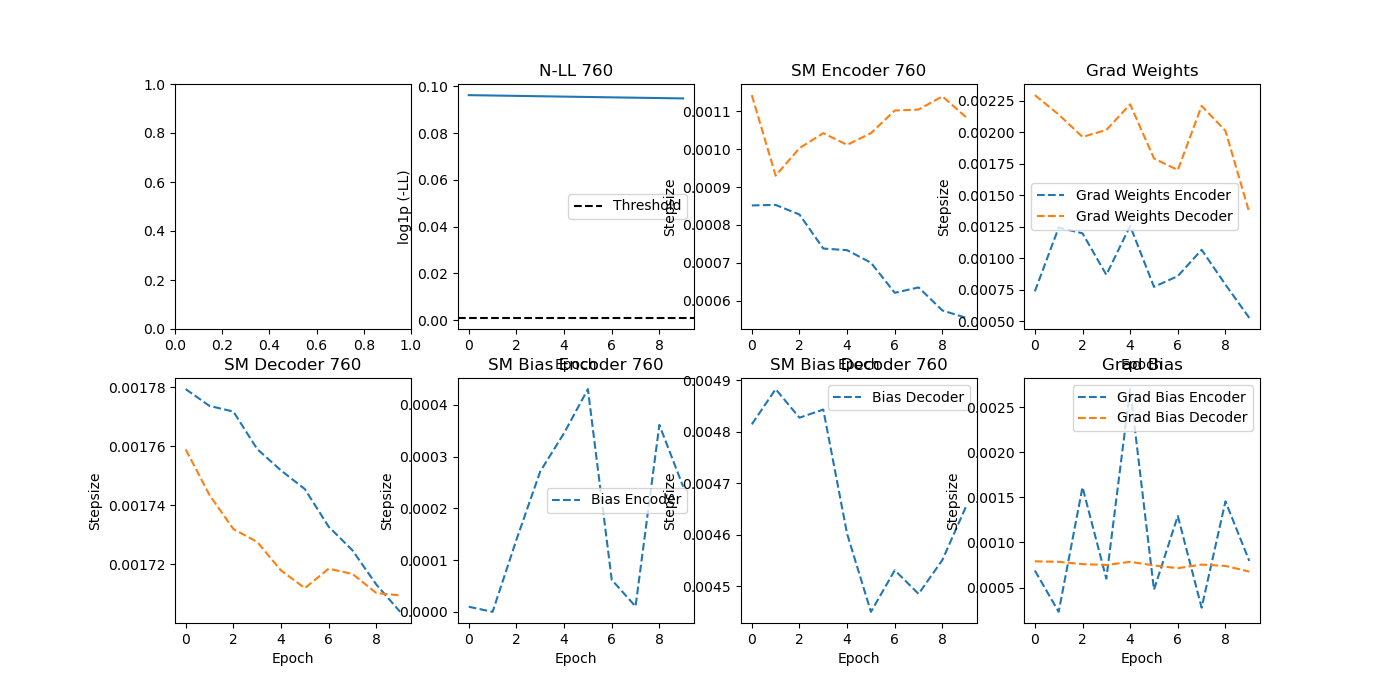 1.0
0.8
0.6
0.4
0.2
0.0
0.0 0.2 0.4 0.6 0.8 1.0
N-LL 760
log1p (-LL)
0.10
0.08
0.06
0.04
0.02
0.00
Threshold
0 2 4 6 8
Epoch
SM Encoder 760
Stepsize
0.0011
0.0010
0.0009
0.0008
0.0007
0.0006
0 2 4 6 8
Epoch
Grad Weights
Stepsize
0.00225
0.00200
0.00175
0.00150
0.00100
0.00075
0.00050
Grad Weights Encoder
Grad Weights Decoder
0 2 4 6 8
Epoch
SM Decoder 760
Stepsize
0.00178
0.00176
0.00174
0.00172
0 2 4 6 8
Epoch
SM Bias Encoder 760
Stepsize
0.0004
0.0003
0.0002
0.0001
0.0000
Bias Encoder
0 2 4 6 8
Epoch
SM Bias Decoder 760
Stepsize
0.0049
0.0048
0.0047
0.0046
0.0045
Bias Decoder
0 2 4 6 8
Epoch
Grad Bias
Stepsize
0.0025
0.0020
0.0015
0.0010
0.0005
Grad Bias Encoder
Grad Bias Decoder
0 2 4 6 8
Epoch